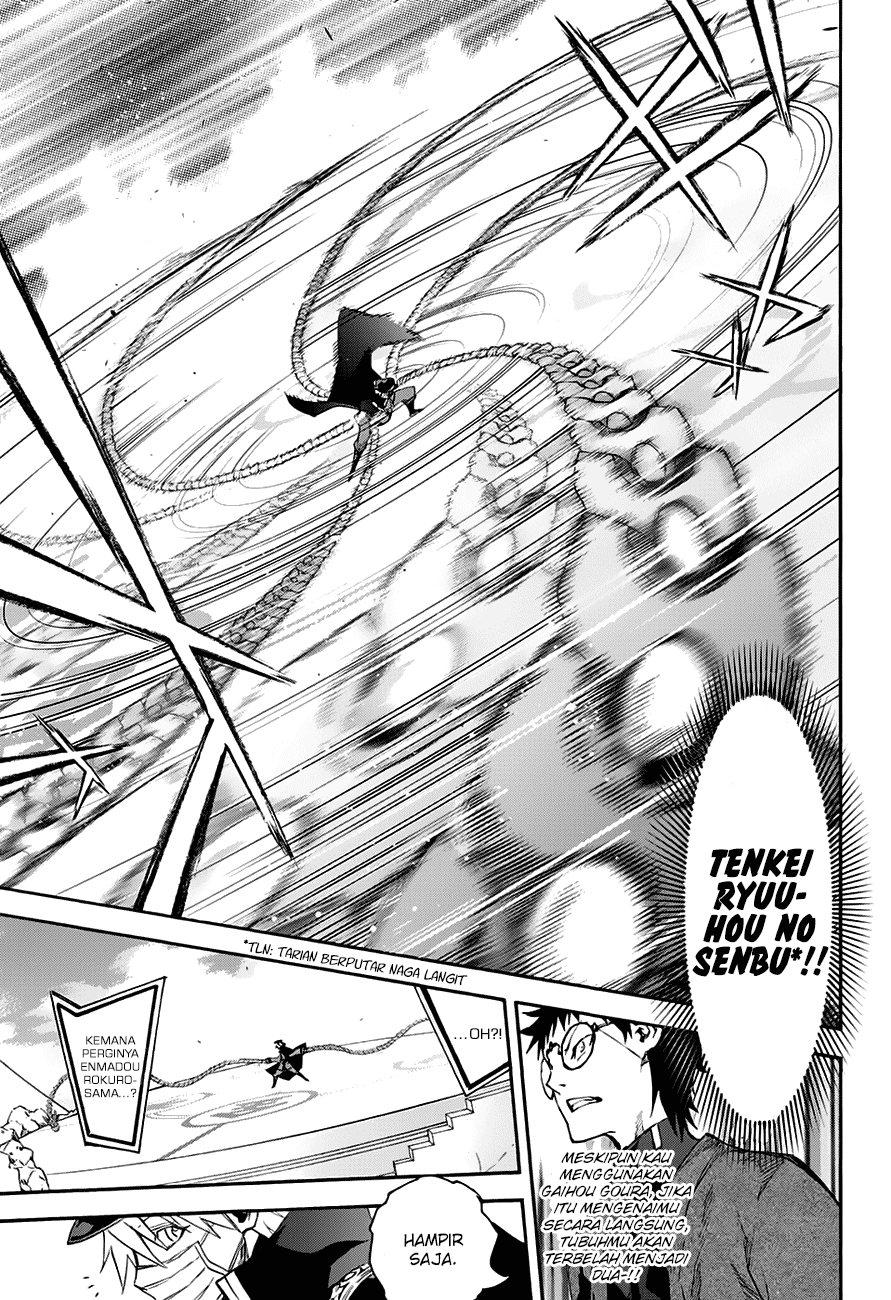 TENKEI
RYUU-
HOU NO
SENBU*!!
*TLN: TARIAN BERPUTAR NAGA LANGIT
MESKIPUN KAU
MENGGUNAKAN
GAIHOU GOURA, JIKA
ITU MENGENAIMU
SECARA LANGSUNG,
TUBUHMU AKAN
TERBELAH MENJADI
DUA-!!
...OH?!
KEMANA
PERGINYA
ENMADOU
ROKURO-
SAMA...?
HAMPIR
SAJA.